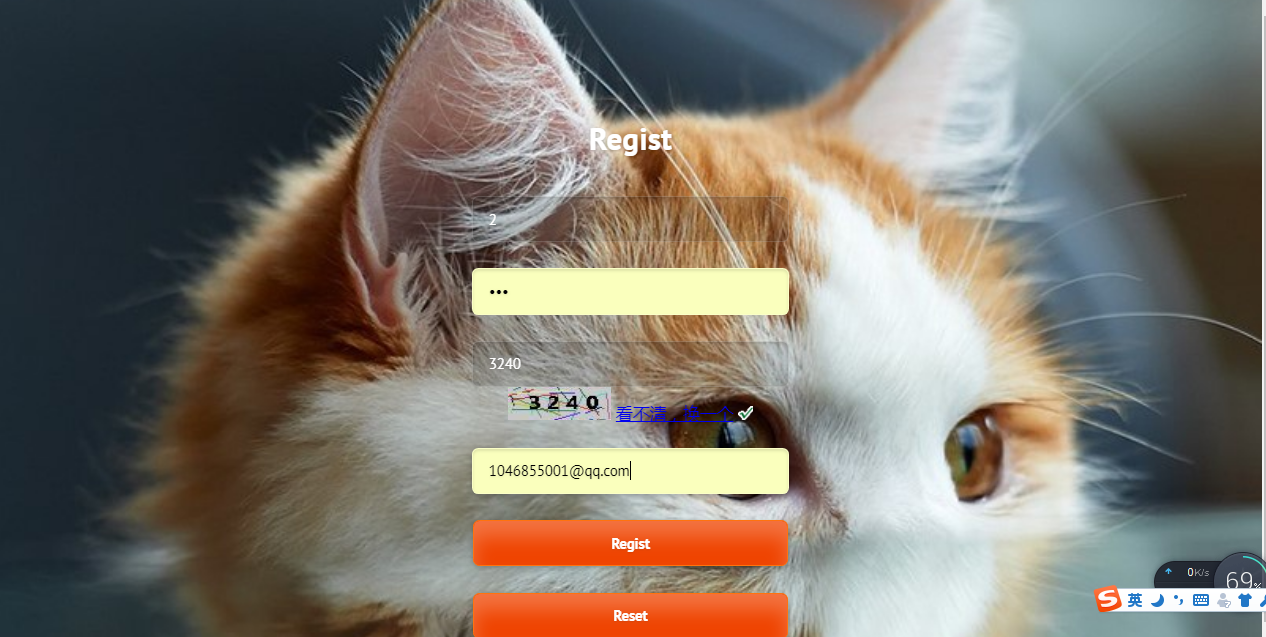 Regist
2
•••
3240
3240
看不清，换一个
1046855001@qq.com
Regist
Reset
0K/s
69%
S 英